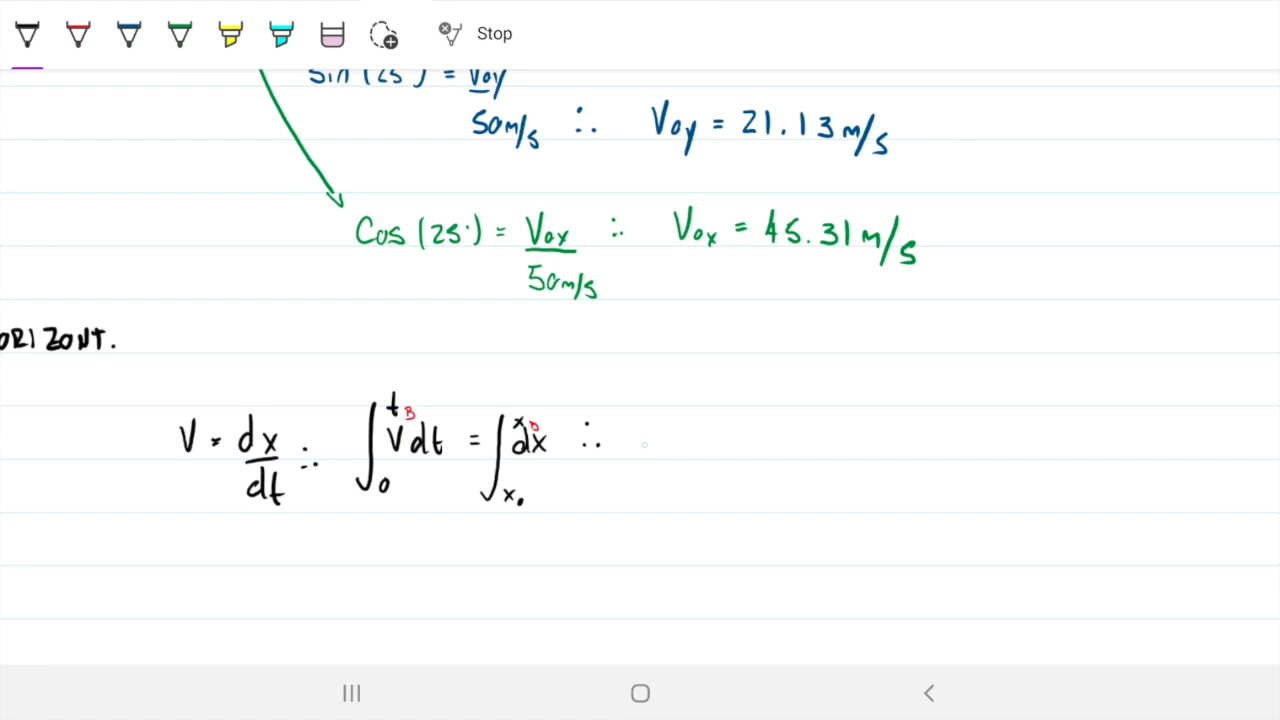 Stop
Sin (25°) = Voy
50m/s ∴ Voy = 21.13 m/s
Cos (25°) = Vox ∴ Vox = 45.31 m/s
50m/s
ORIZONT.
V = dx/dt ∴ ∫₀^tB V dt = ∫x₀^xB dx ∴